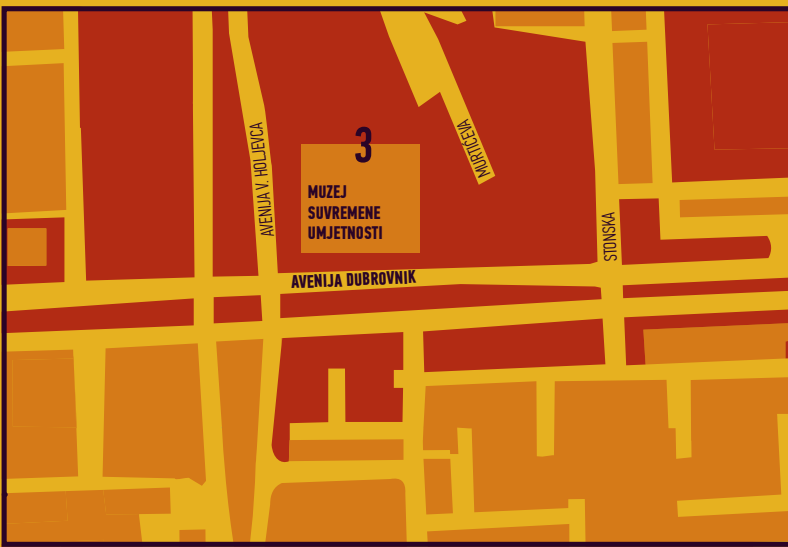 3
MUZEJ
SUVREMENE
UMJETNOSTI
AVENIJA V. HOLJEVCA
MURTIĆEVA
STONSKA
AVENIJA DUBROVNIK